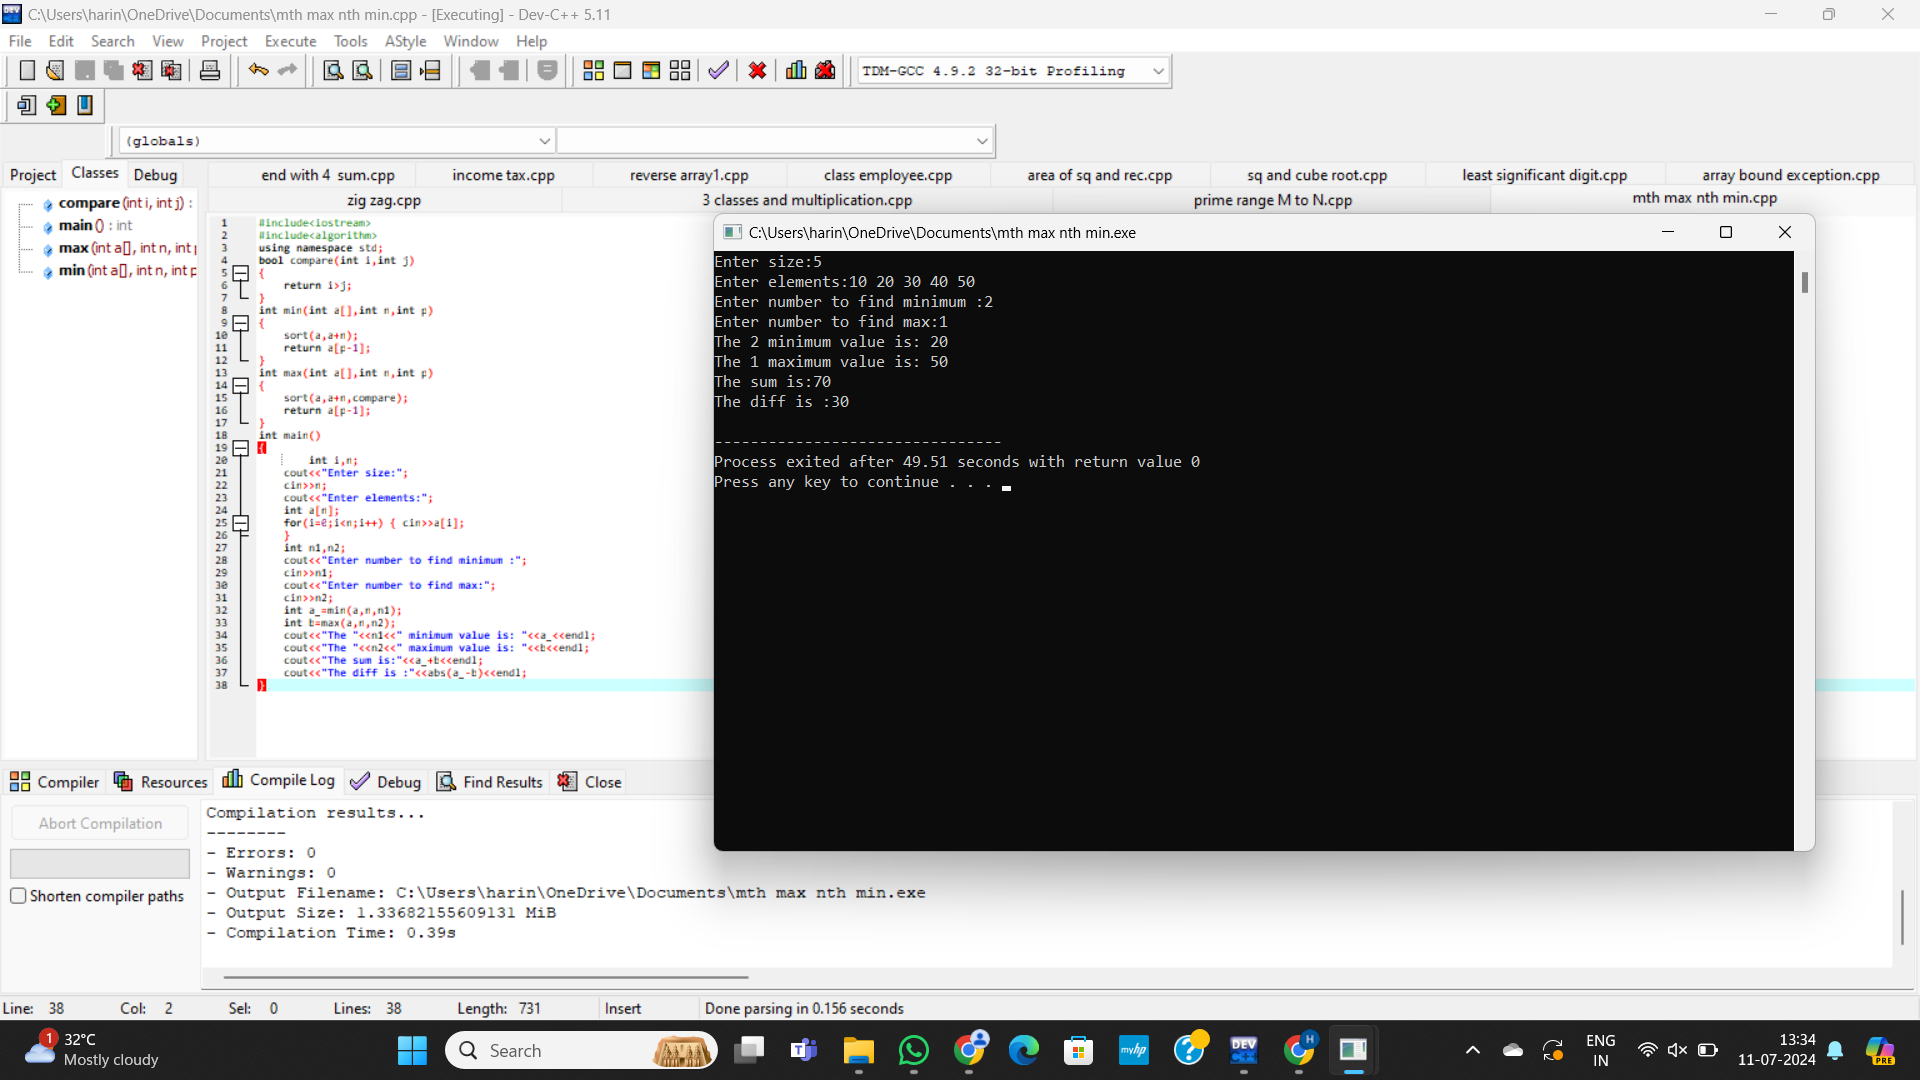 C:\Users\harin\OneDrive\Documents\mth max nth min.cpp - [Executing] - Dev-C++ 5.11
File Edit Search View Project Execute Tools AStyle Window Help
TDM-GCC 4.9.2 32-bit Profiling
(globals)
Project Classes Debug
end with 4 sum.cpp income tax.cpp reverse array1.cpp class employee.cpp area of sq and rec.cpp sq and cube root.cpp least significant digit.cpp array bound exception.cpp
zig zag.cpp 3 classes and multiplication.cpp prime range M to N.cpp mth max nth min.cpp
compare (int i, int j) :
main () : int
max (int a[], int n, int
min (int a[], int n, int p
1 #include<iostream>
2 #include<algorithm>
3 using namespace std;
4 bool compare(int i,int j)
5 {
6 return i>j;
7 }
8 int min(int a[],int n,int p)
9 {
10 sort(a,a+n);
11 return a[p-1];
12 }
13 int max(int a[],int n,int p)
14 {
15 sort(a,a+n,compare);
16 return a[p-1];
17 }
18 int main()
19 {
20 int i,n;
21 cout<<"Enter size:";
22 cin>>n;
23 cout<<"Enter elements:";
24 int a[n];
25 for(i=0;i<n;i++) { cin>>a[i];
26 }
27 int n1,n2;
28 cout<<"Enter number to find minimum :";
29 cin>>n1;
30 cout<<"Enter number to find max:";
31 cin>>n2;
32 int a_=min(a,n,n1);
33 int b=max(a,n,n2);
34 cout<<"The "<<n1<<" minimum value is: "<<a_<<endl;
35 cout<<"The "<<n2<<" maximum value is: "<<b<<endl;
36 cout<<"The sum is:"<<a_+b<<endl;
37 cout<<"The diff is :"<<abs(a_-b)<<endl;
38 }
C:\Users\harin\OneDrive\Documents\mth max nth min.exe
Enter size:5
Enter elements:10 20 30 40 50
Enter number to find minimum :2
Enter number to find max:1
The 2 minimum value is: 20
The 1 maximum value is: 50
The sum is:70
The diff is :30
--------------------------------
Process exited after 49.51 seconds with return value 0
Press any key to continue . . .
Compiler Resources Compile Log Debug Find Results Close
Abort Compilation
Shorten compiler paths
Compilation results...
--------
- Errors: 0
- Warnings: 0
- Output Filename: C:\Users\harin\OneDrive\Documents\mth max nth min.exe
- Output Size: 1.33682155609131 MiB
- Compilation Time: 0.39s
Line: 38 Col: 2 Sel: 0 Lines: 38 Length: 731 Insert Done parsing in 0.156 seconds
1 32°C
Mostly cloudy
Search
myhp
DEV
H
ENG
IN
13:34
11-07-2024
PRE